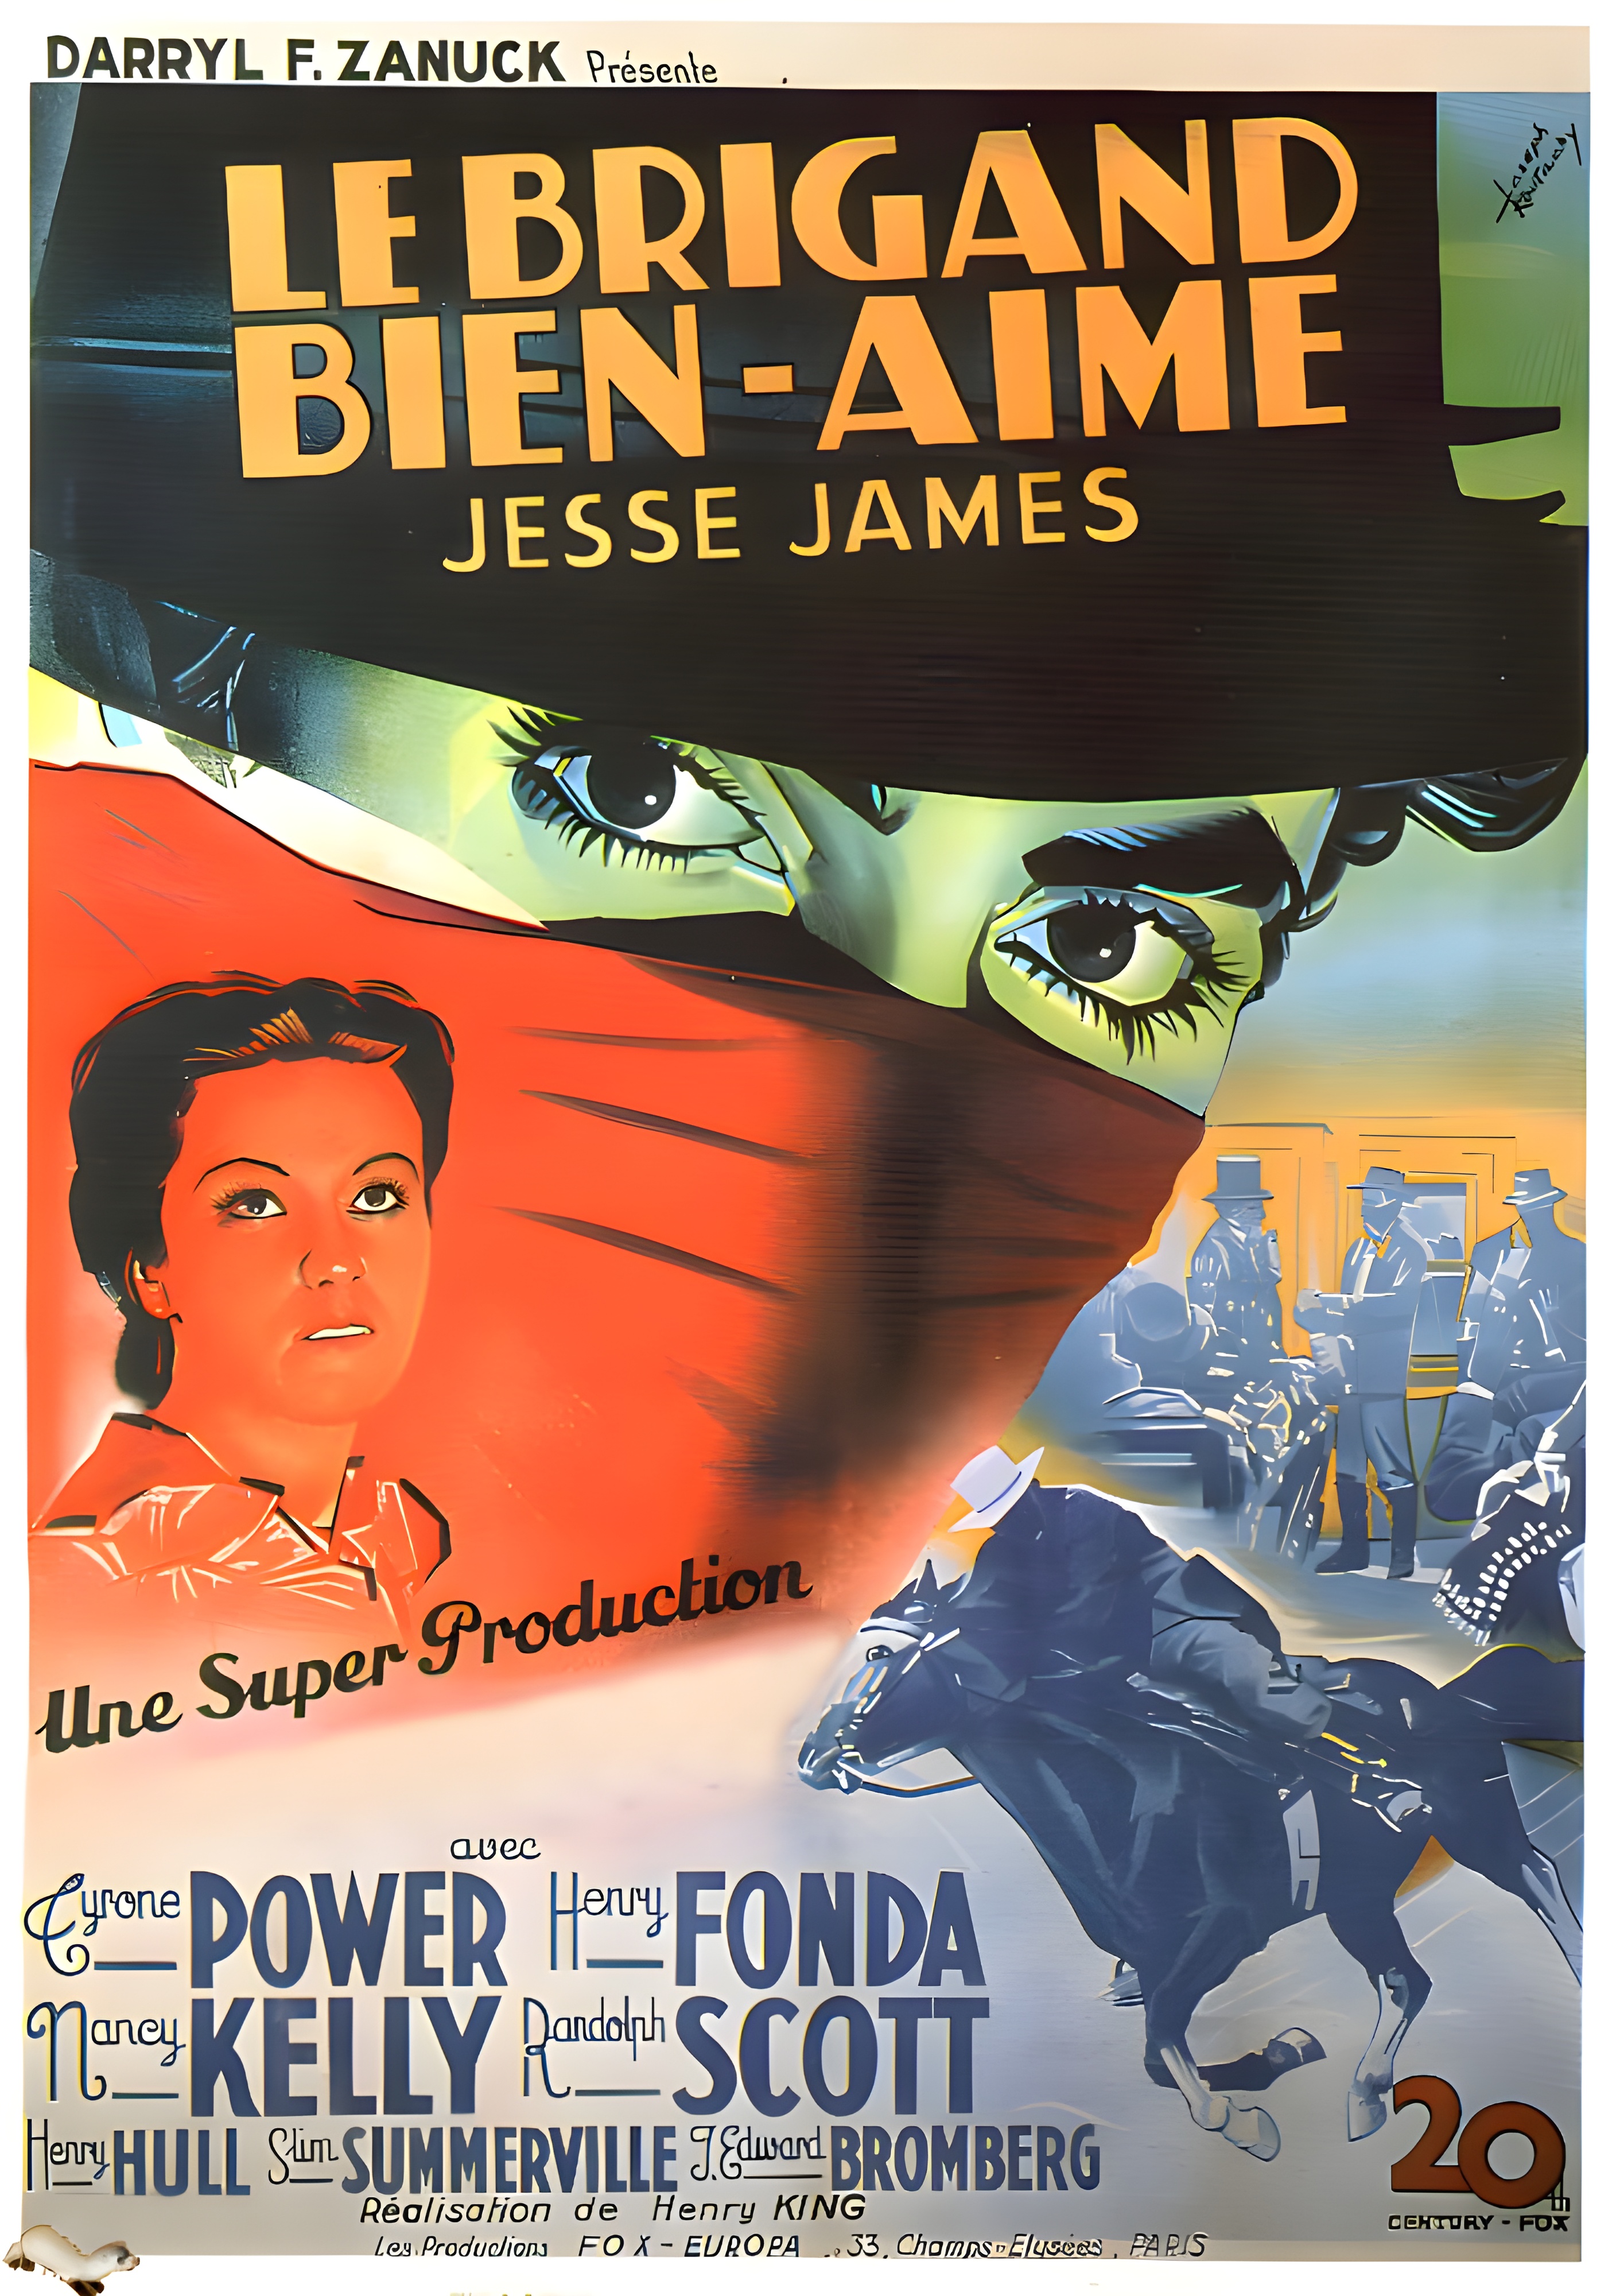 DARRYL F. ZANUCK Présente
LE BRIGAND
BIEN-AIME
JESSE JAMES
Une Super Production
avec
Tyrone POWER Henry FONDA
Nancy KELLY Randolph SCOTT
Henry HULL Slim SUMMERVILLE J. Edward BROMBERG
Réalisation de Henry KING
Les Productions FOX-EUROPA . 33, Champs-Elysées, PARIS
20th
CENTURY-FOX